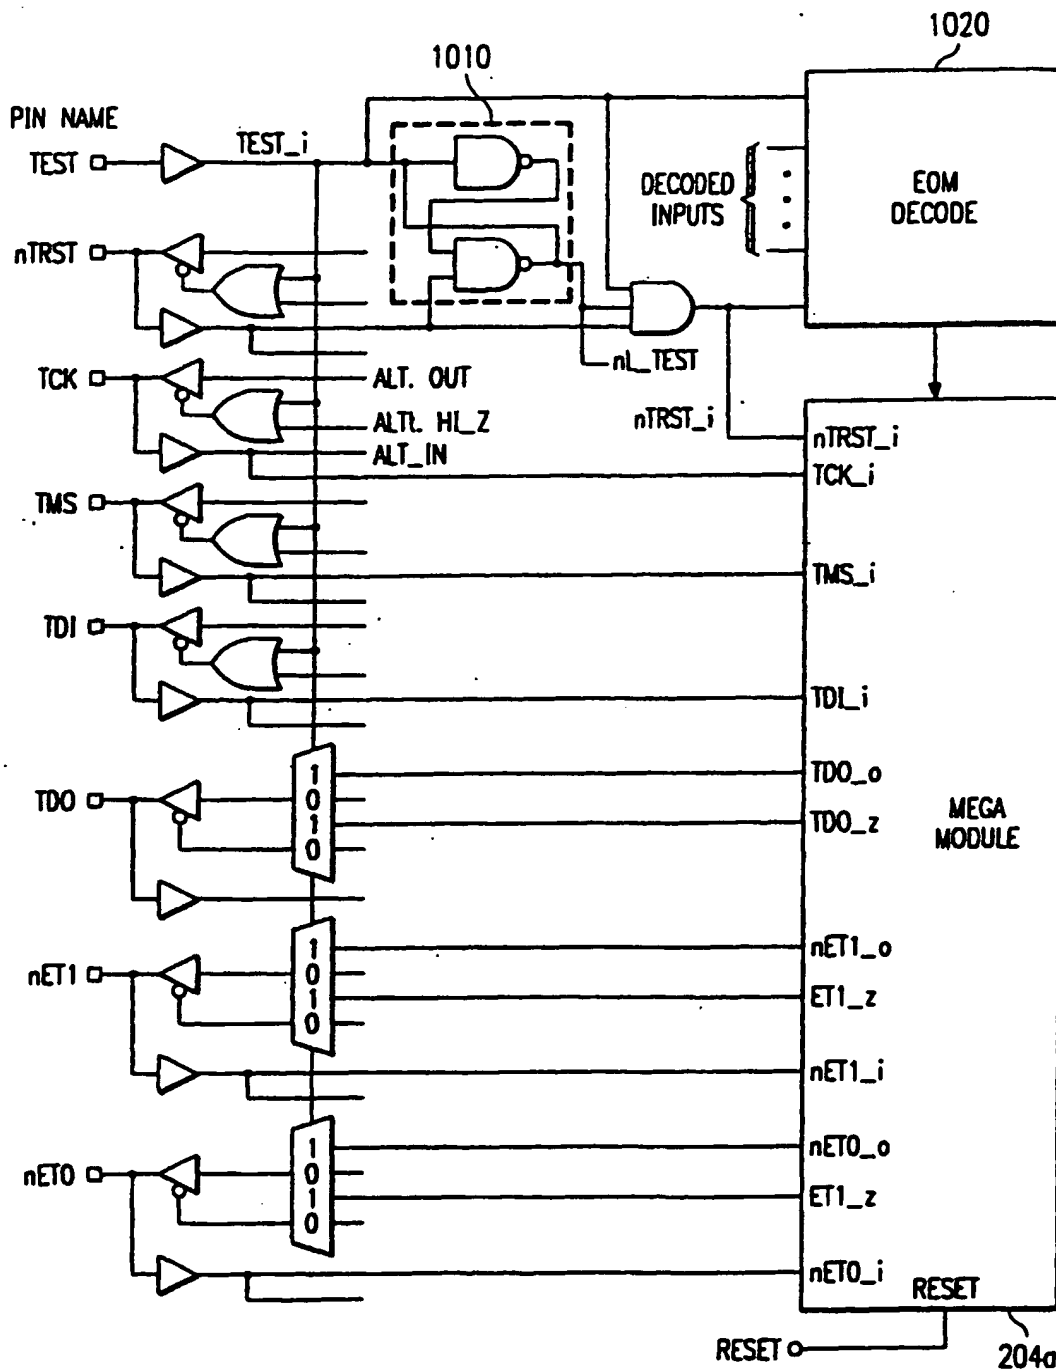 1020
1010
PIN NAME
TEST
TEST_i
DECODED
INPUTS
EOM
DECODE
nTRST
nL_TEST
TCK
ALT. OUT
ALTI. HI_Z
ALT_IN
nTRST_i
nTRST_i
TCK_i
TMS
TMS_i
TDI
TDI_i
TDO
1
0
1
0
TDO_o
TDO_z
MEGA
MODULE
nET1
1
0
1
0
nET1_o
ET1_z
nET1_i
nET0
1
0
1
0
nET0_o
ET1_z
nET0_i
RESET
RESET
204a